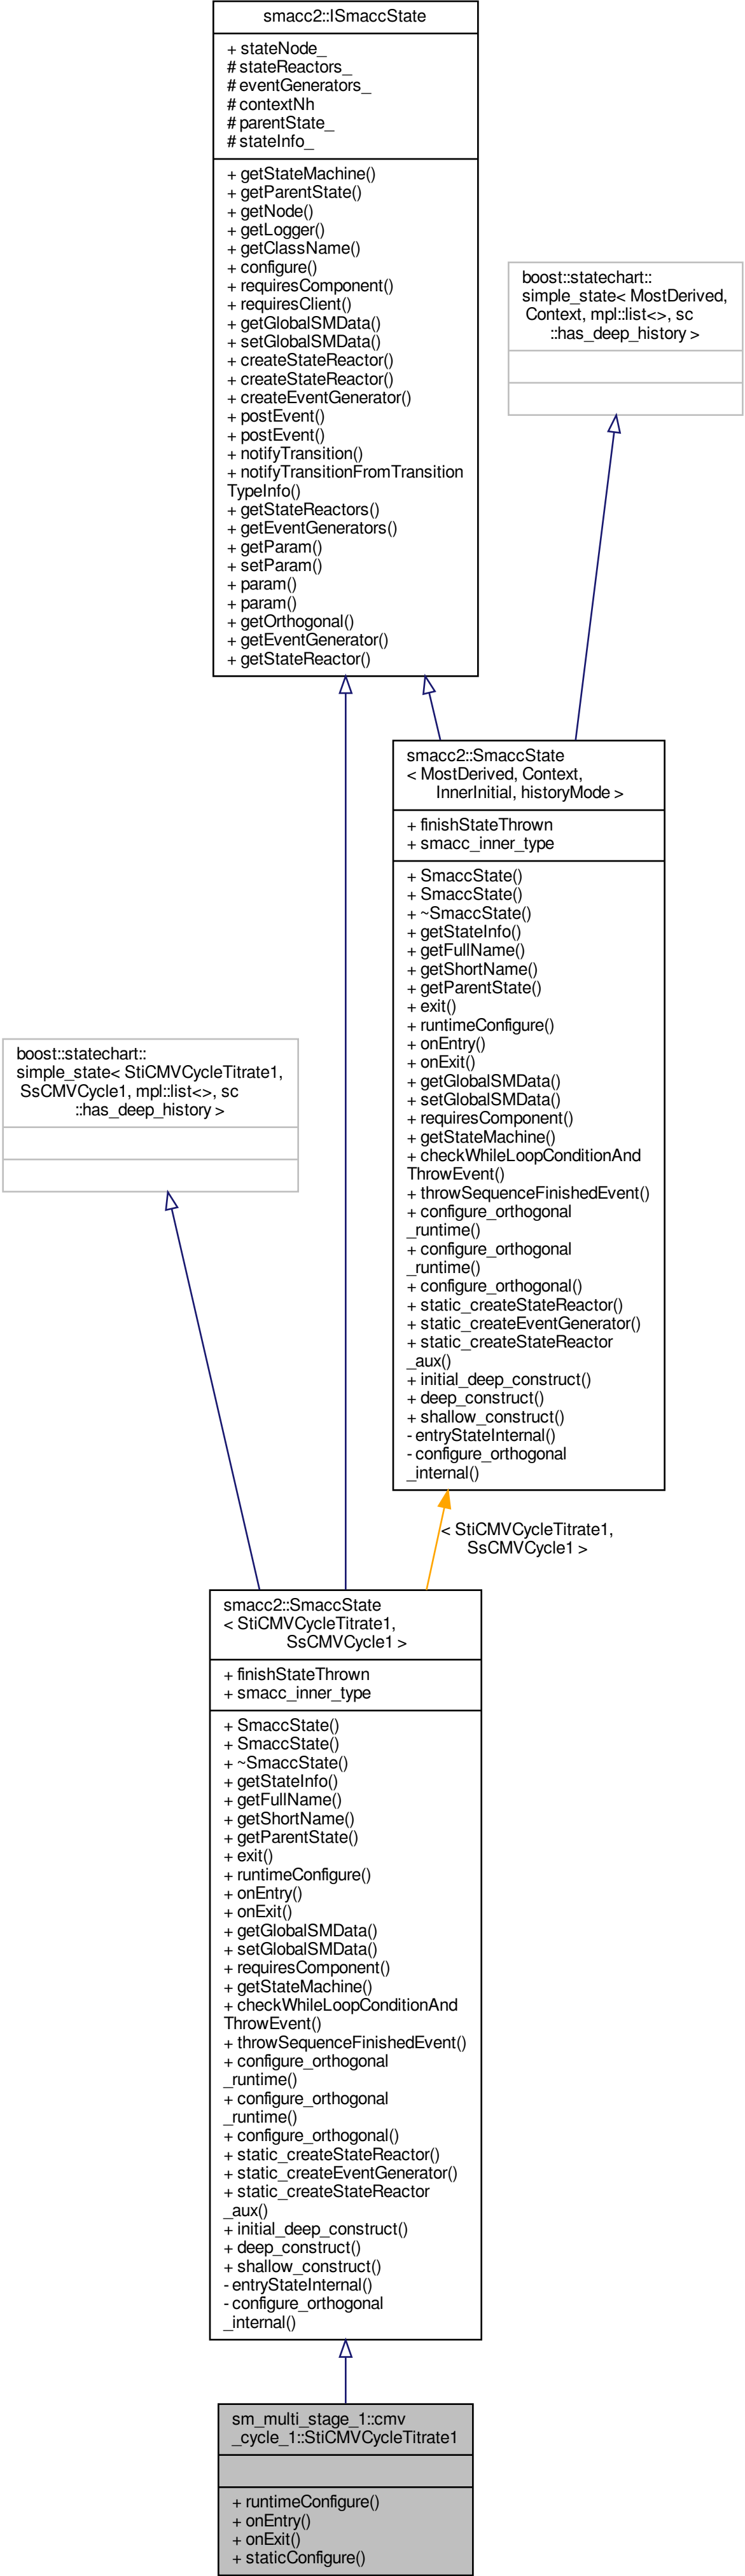 smacc2::ISmaccState
+ stateNode_
# stateReactors_
# eventGenerators_
# contextNh
# parentState_
# stateInfo_
+ getStateMachine()
+ getParentState()
+ getNode()
+ getLogger()
+ getClassName()
+ configure()
+ requiresComponent()
+ requiresClient()
+ getGlobalSMData()
+ setGlobalSMData()
+ createStateReactor()
+ createStateReactor()
+ createEventGenerator()
+ postEvent()
+ postEvent()
+ notifyTransition()
+ notifyTransitionFromTransition
TypeInfo()
+ getStateReactors()
+ getEventGenerators()
+ getParam()
+ setParam()
+ param()
+ param()
+ getOrthogonal()
+ getEventGenerator()
+ getStateReactor()
boost::statechart::
simple_state< MostDerived,
Context, mpl::list<>, sc
::has_deep_history >
smacc2::SmaccState
< MostDerived, Context,
InnerInitial, historyMode >
+ finishStateThrown
+ smacc_inner_type
+ SmaccState()
+ SmaccState()
+ ~SmaccState()
+ getStateInfo()
+ getFullName()
+ getShortName()
+ getParentState()
+ exit()
+ runtimeConfigure()
+ onEntry()
+ onExit()
+ getGlobalSMData()
+ setGlobalSMData()
+ requiresComponent()
+ getStateMachine()
+ checkWhileLoopConditionAnd
ThrowEvent()
+ throwSequenceFinishedEvent()
+ configure_orthogonal
_runtime()
+ configure_orthogonal
_runtime()
+ configure_orthogonal()
+ static_createStateReactor()
+ static_createEventGenerator()
+ static_createStateReactor
_aux()
+ initial_deep_construct()
+ deep_construct()
+ shallow_construct()
- entryStateInternal()
- configure_orthogonal
_internal()
boost::statechart::
simple_state< StiCMVCycleTitrate1,
SsCMVCycle1, mpl::list<>, sc
::has_deep_history >
< StiCMVCycleTitrate1,
SsCMVCycle1 >
smacc2::SmaccState
< StiCMVCycleTitrate1,
SsCMVCycle1 >
+ finishStateThrown
+ smacc_inner_type
+ SmaccState()
+ SmaccState()
+ ~SmaccState()
+ getStateInfo()
+ getFullName()
+ getShortName()
+ getParentState()
+ exit()
+ runtimeConfigure()
+ onEntry()
+ onExit()
+ getGlobalSMData()
+ setGlobalSMData()
+ requiresComponent()
+ getStateMachine()
+ checkWhileLoopConditionAnd
ThrowEvent()
+ throwSequenceFinishedEvent()
+ configure_orthogonal
_runtime()
+ configure_orthogonal
_runtime()
+ configure_orthogonal()
+ static_createStateReactor()
+ static_createEventGenerator()
+ static_createStateReactor
_aux()
+ initial_deep_construct()
+ deep_construct()
+ shallow_construct()
- entryStateInternal()
- configure_orthogonal
_internal()
sm_multi_stage_1::cmv
_cycle_1::StiCMVCycleTitrate1
+ runtimeConfigure()
+ onEntry()
+ onExit()
+ staticConfigure()